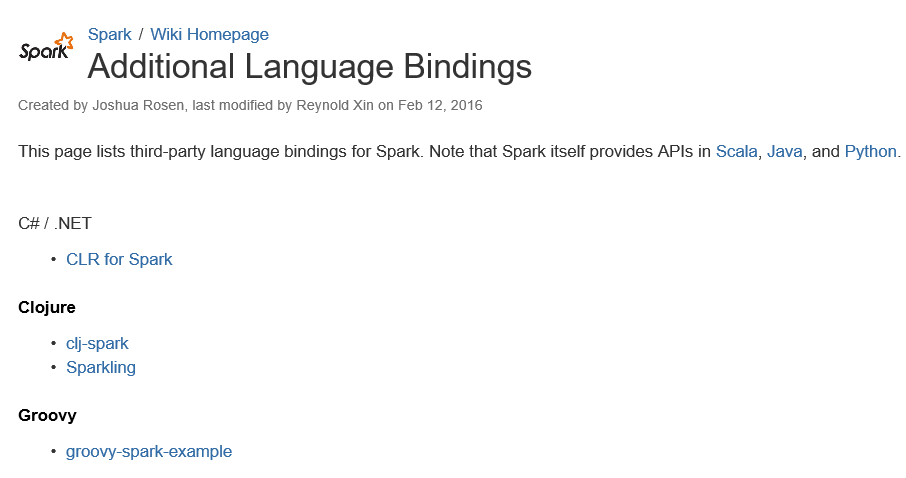 Spark
Spark / Wiki Homepage
Additional Language Bindings
Created by Joshua Rosen, last modified by Reynold Xin on Feb 12, 2016
This page lists third-party language bindings for Spark. Note that Spark itself provides APIs in Scala, Java, and Python.
C# / .NET
• CLR for Spark
Clojure
• clj-spark
• Sparkling
Groovy
• groovy-spark-example